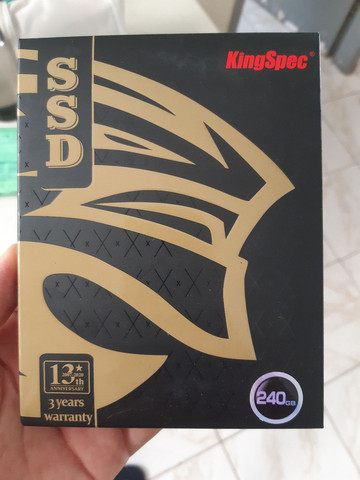 SSD
KingSpec®
13th
ANNIVERSARY
3 years
warranty
240GB